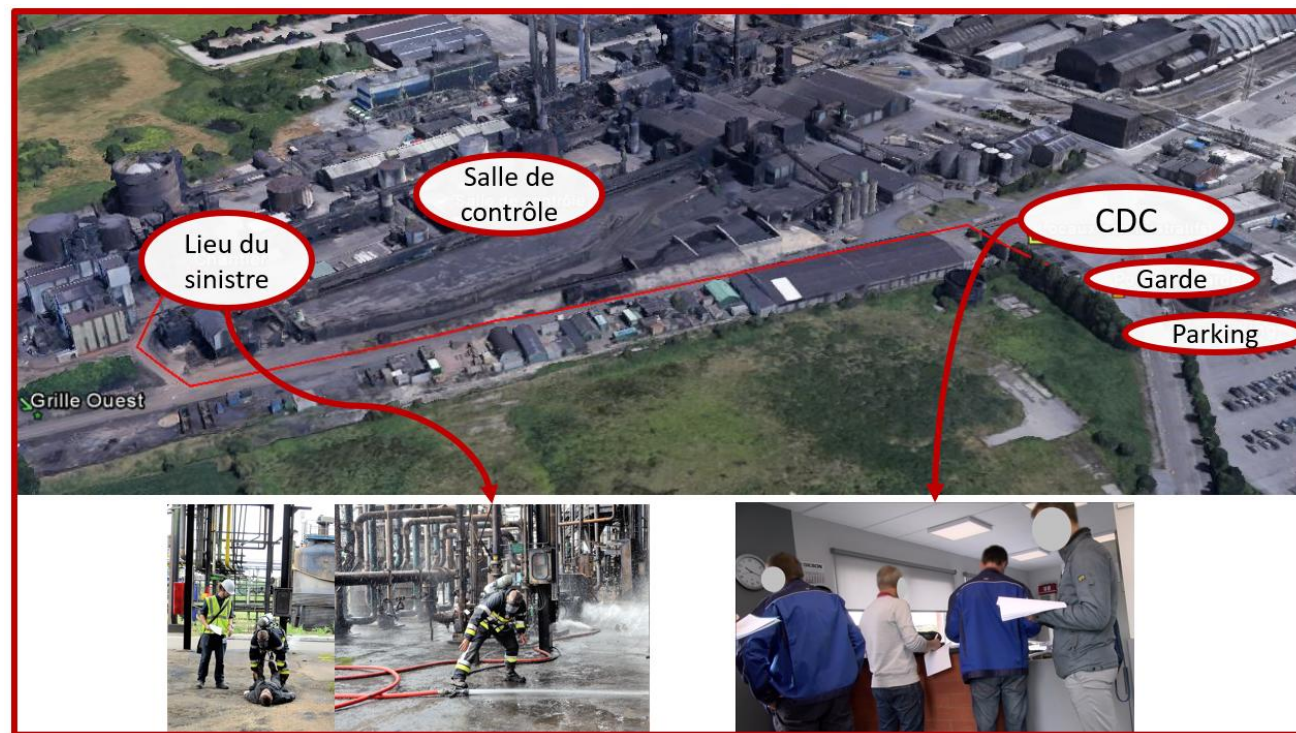 Salle de
contrôle
Lieu du
sinistre
CDC
Garde
Parking
Grille Ouest